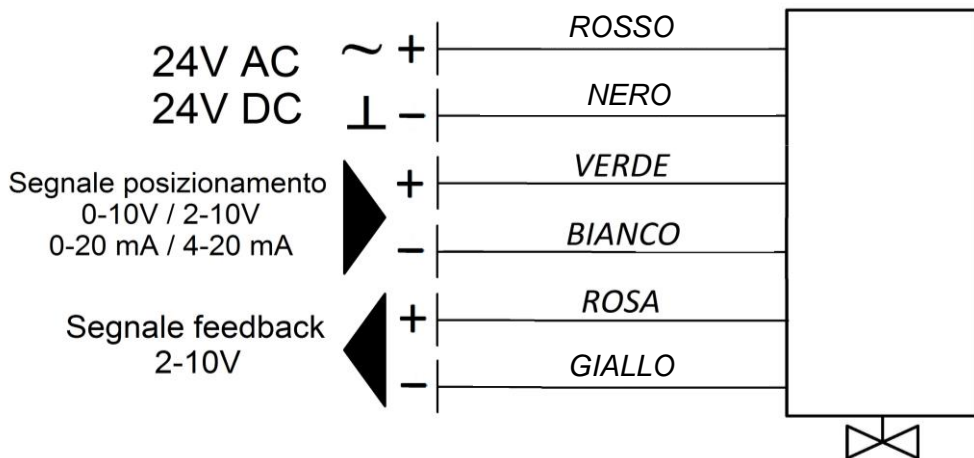 24V AC ~ + ROSSO
24V DC ⊥ − NERO
Segnale posizionamento
0-10V / 2-10V
0-20 mA / 4-20 mA
+ VERDE
− BIANCO
Segnale feedback
2-10V
+ ROSA
− GIALLO